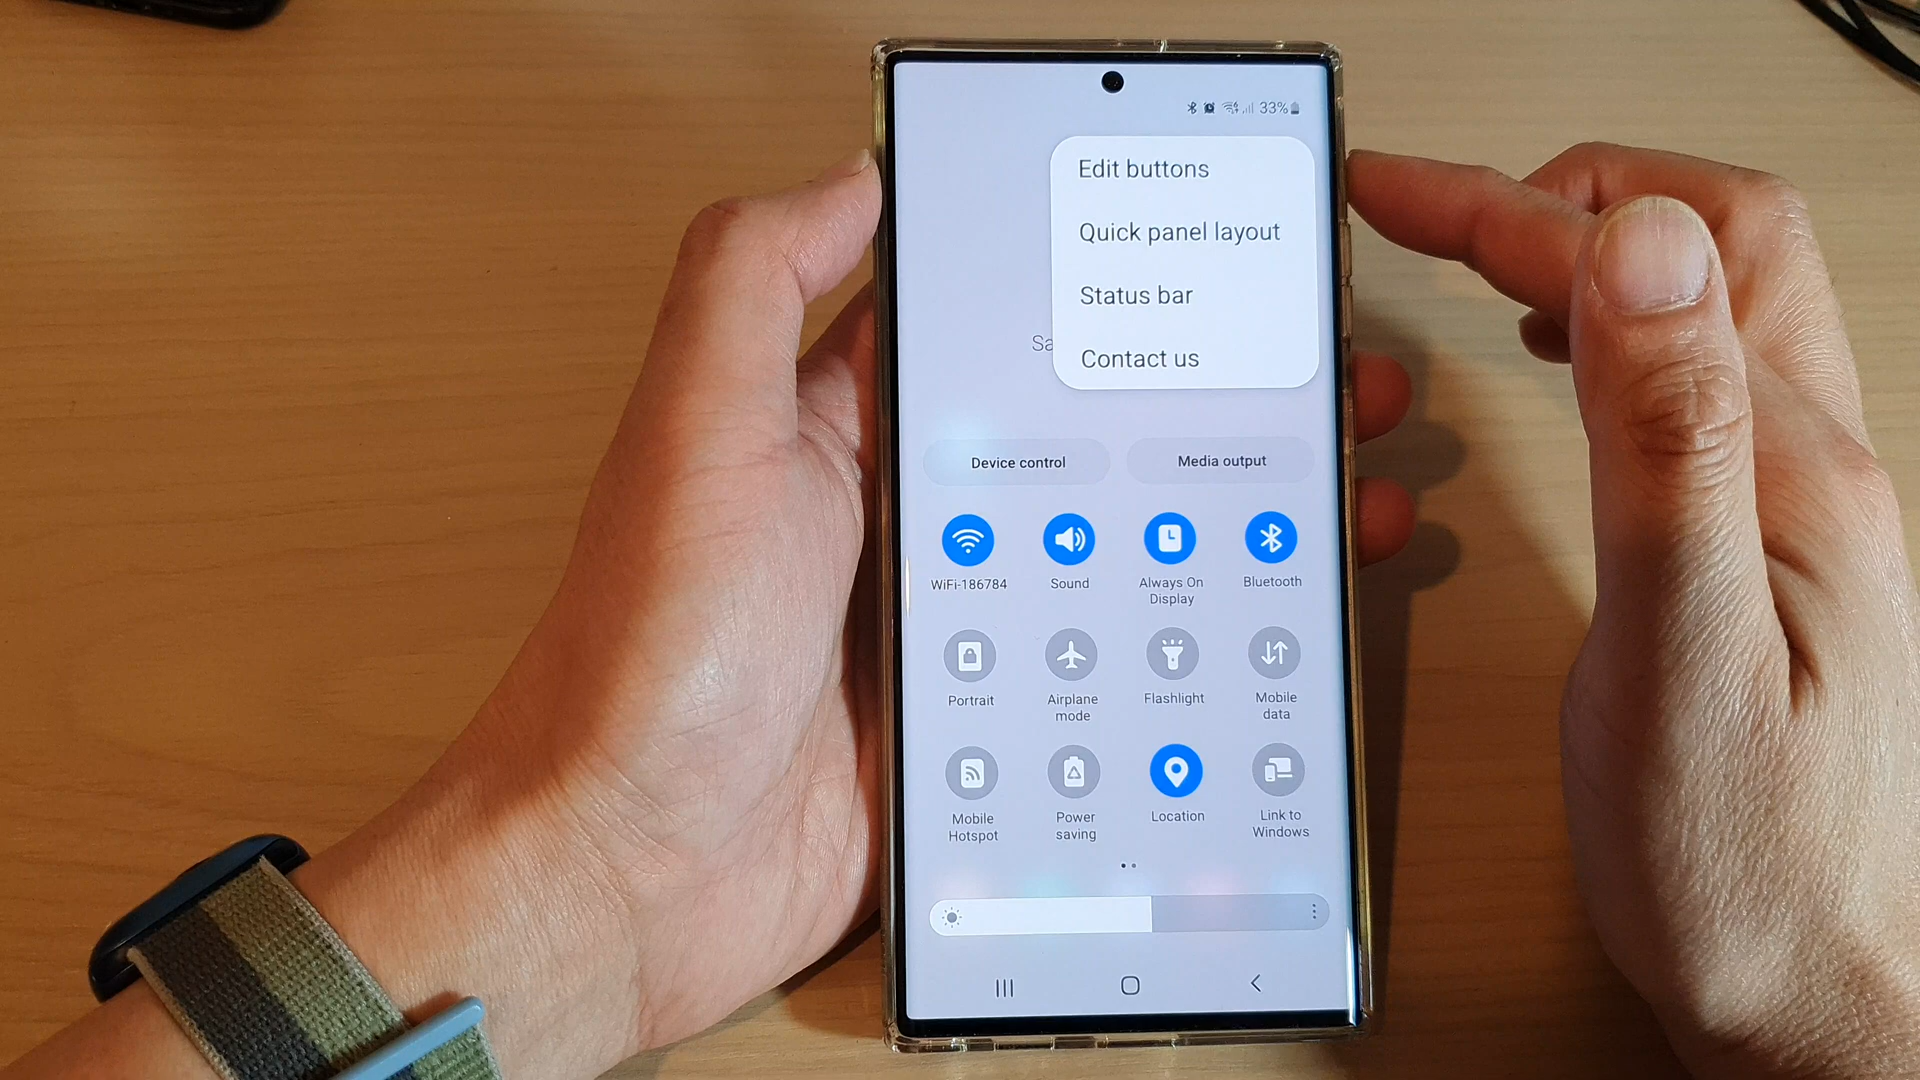 33%
Edit buttons
Quick panel layout
Status bar
Sa
Contact us
Device control
Media output
WiFi-186784
Sound
Always On
Display
Bluetooth
Portrait
Airplane
mode
Flashlight
Mobile
data
Mobile
Hotspot
Power
saving
Location
Link to
Windows